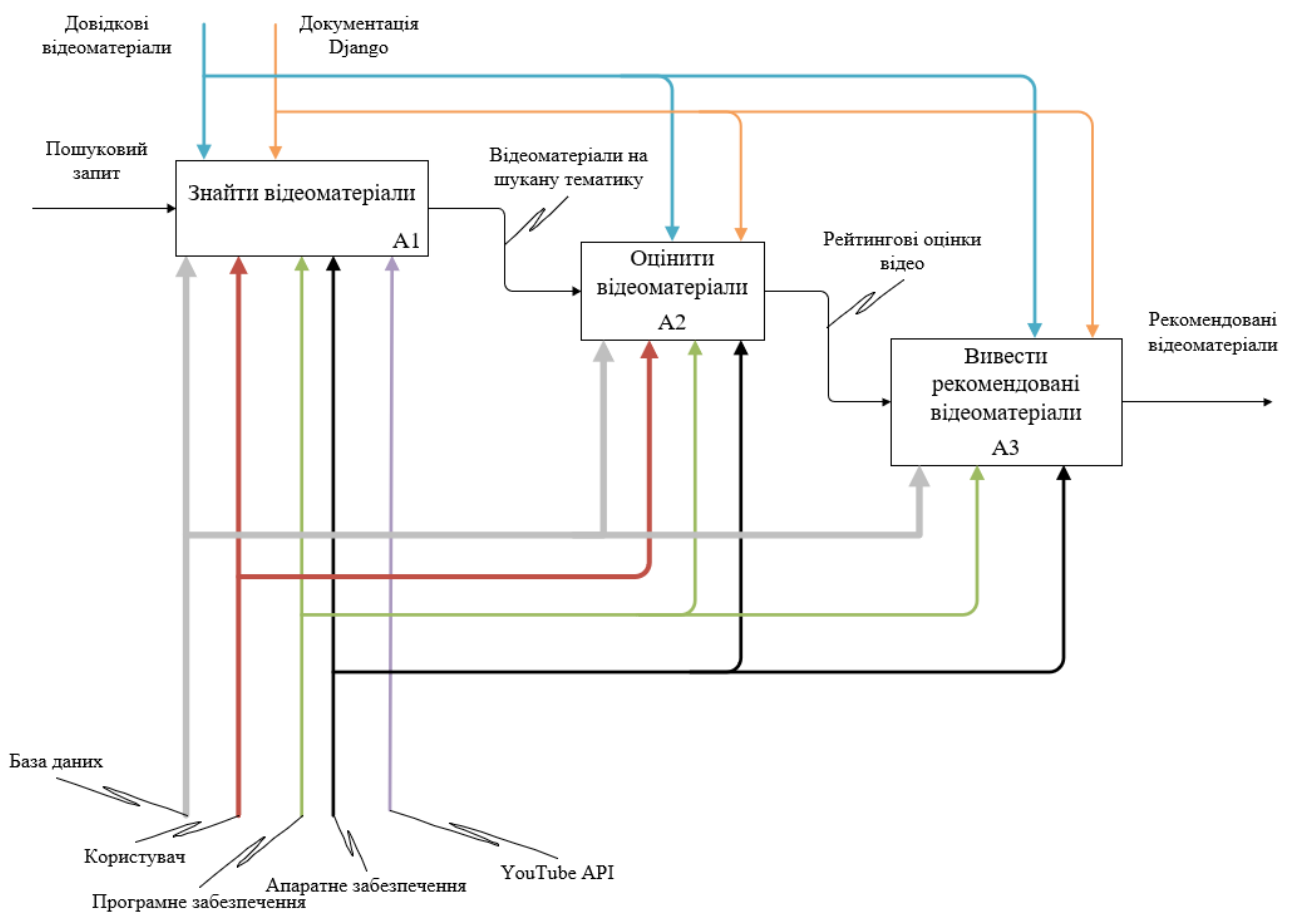 Довідкові
відеоматеріали
Документація
Django
Пошуковий
запит
Знайти відеоматеріали
A1
Відеоматеріали на
шукану тематику
Оцінити
відеоматеріали
A2
Рейтингові оцінки
відео
Вивести
рекомендовані
відеоматеріали
A3
Рекомендовані
відеоматеріали
База даних
Користувач
Програмне забезпечення
Апаратне забезпечення
YouTube API